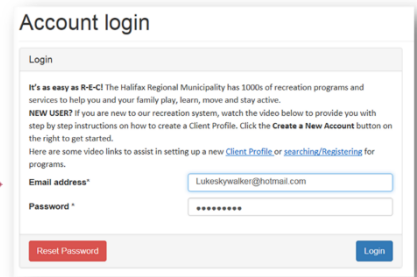 Account login
Login
It's as easy as R-E-C! The Halifax Regional Municipality has 1000s of recreation programs and
services to help you and your family play, learn, move and stay active.
NEW USER? If you are new to our recreation system, watch the video below to provide you with
step by step instructions on how to create a Client Profile. Click the Create a New Account button on
the right to get started.
Here are some video links to assist in setting up a new Client Profile or searching/Registering for
programs.
Email address* Lukeskywalker@hotmail.com
Password * •••••••••
Reset Password Login